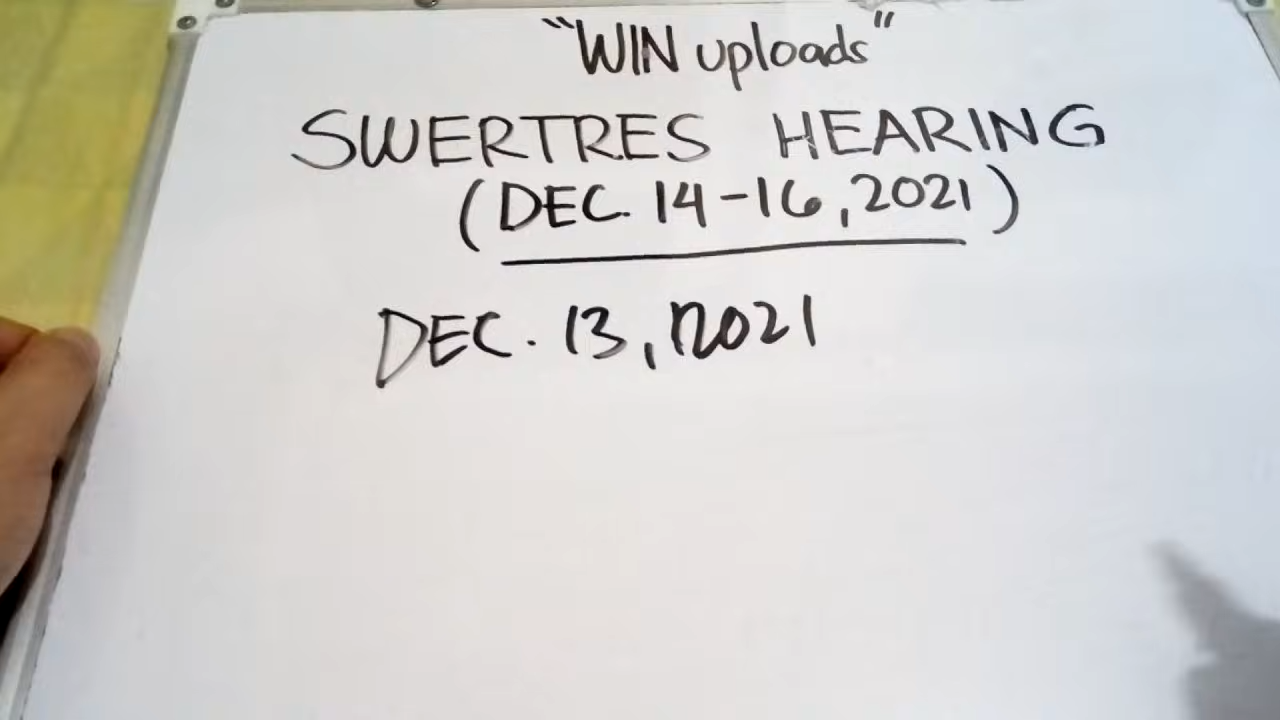 "WIN uploads"
SWERTRES HEARING
(DEC. 14-16, 2021)
DEC. 13, 2021